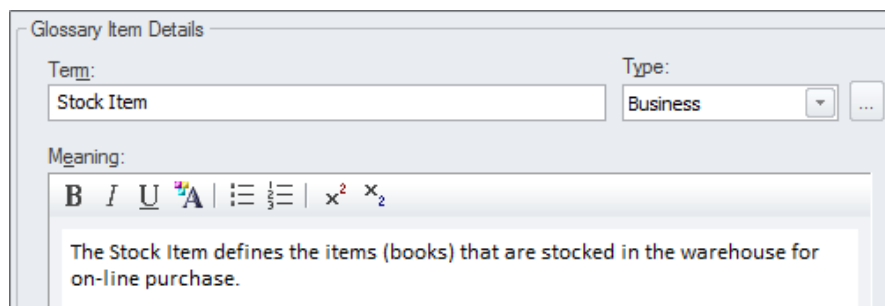 Glossary Item Details
Term: Type:
Stock Item Business ...
Meaning:
B I U A x² x₂
The Stock Item defines the items (books) that are stocked in the warehouse for
on-line purchase.